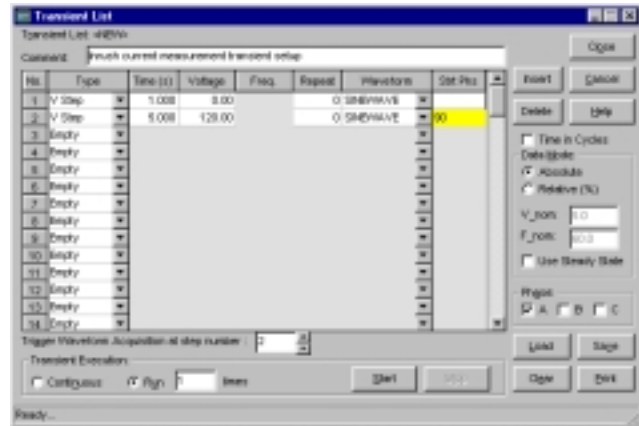 Transient List
Transient List: <NEW>
Comment: inrush current measurement transient setup
No. Type Time (s) Voltage Freq. Repeat Waveform Strt Phs
1 V Step 1.000 0.00 0 SINEWAVE
2 V Step 5.000 120.00 0 SINEWAVE 90
3 Empty
4 Empty
5 Empty
6 Empty
7 Empty
8 Empty
9 Empty
10 Empty
11 Empty
12 Empty
13 Empty
14 Empty
Trigger Waveform Acquisition at step number : 2
Transient Execution:
Continuous Run 1 times
Start Stop
Close
Insert Cancel
Delete Help
Time in Cycles
Data Mode
Absolute
Relative (%)
V_nom: 0.0
F_nom: 60.0
Use Steady State
Phase
A B C
Load Save
Clear Print
Ready...